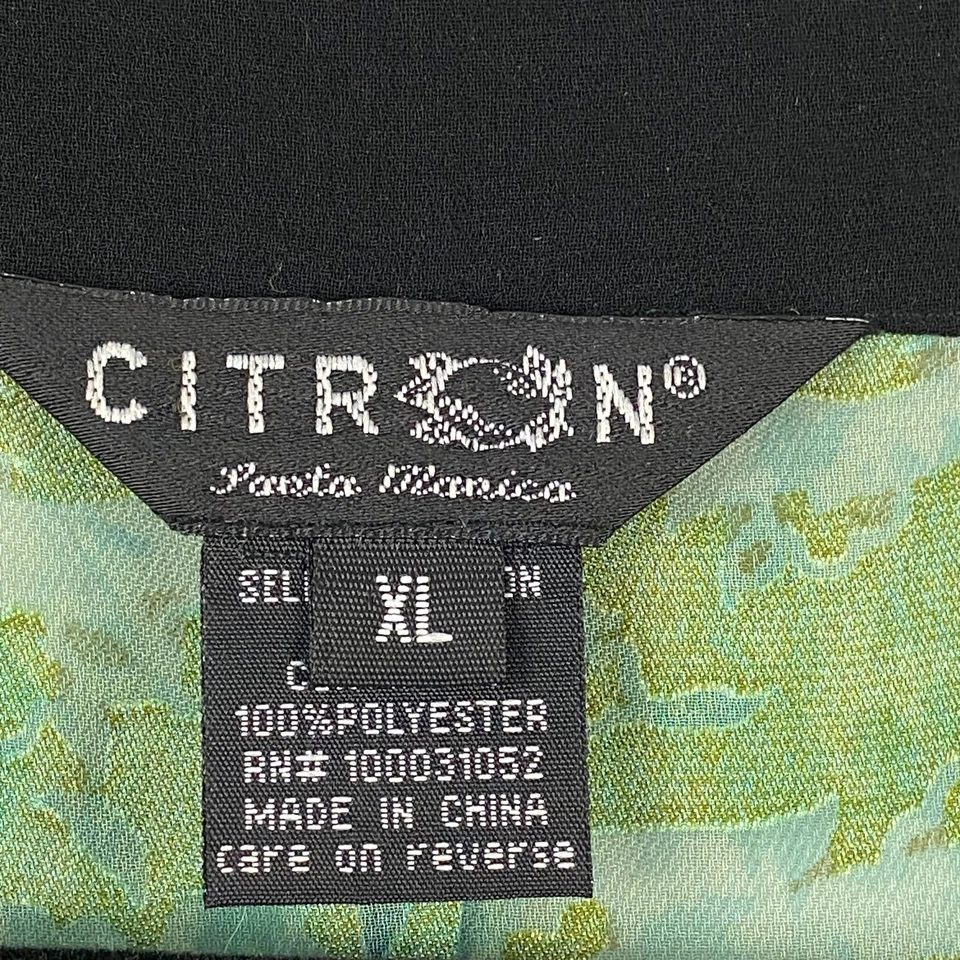 CITRON®
Santa Monica
XL
100%POLYESTER
RN# 100031052
MADE IN CHINA
care on reverse